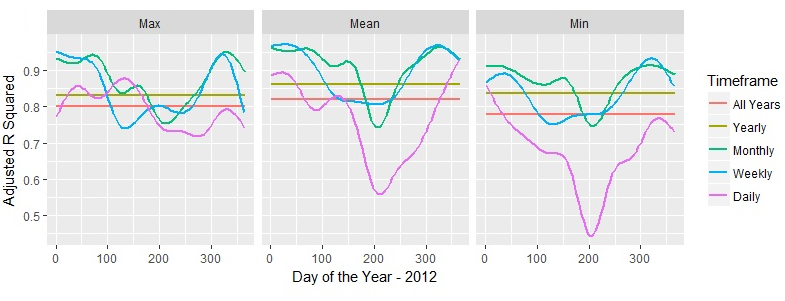 Max Mean Min
Adjusted R Squared
0.9
0.8
0.7
0.6
0.5
0 100 200 300 0 100 200 300 0 100 200 300
Day of the Year - 2012
Timeframe
All Years
Yearly
Monthly
Weekly
Daily